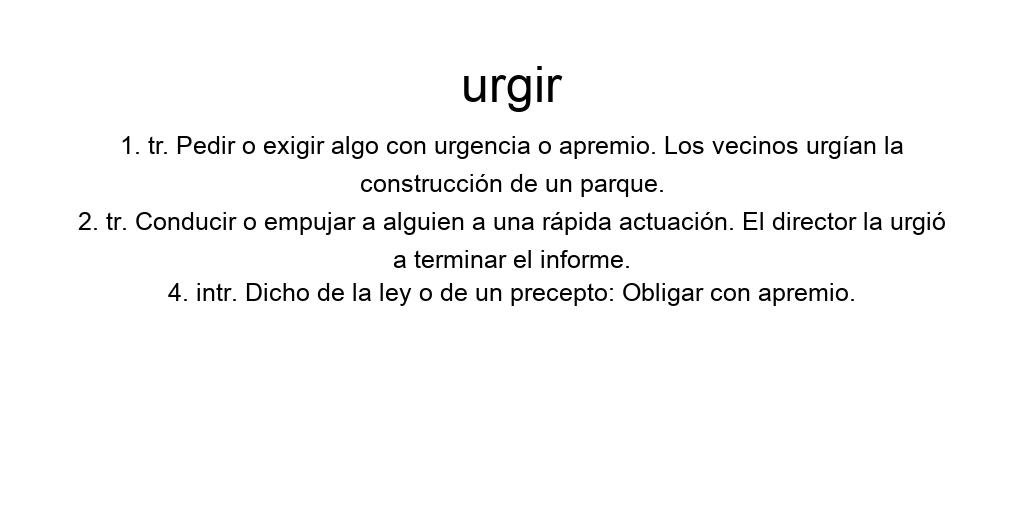 urgir
1. tr. Pedir o exigir algo con urgencia o apremio. Los vecinos urgían la
construcción de un parque.
2. tr. Conducir o empujar a alguien a una rápida actuación. El director la urgió
a terminar el informe.
4. intr. Dicho de la ley o de un precepto: Obligar con apremio.